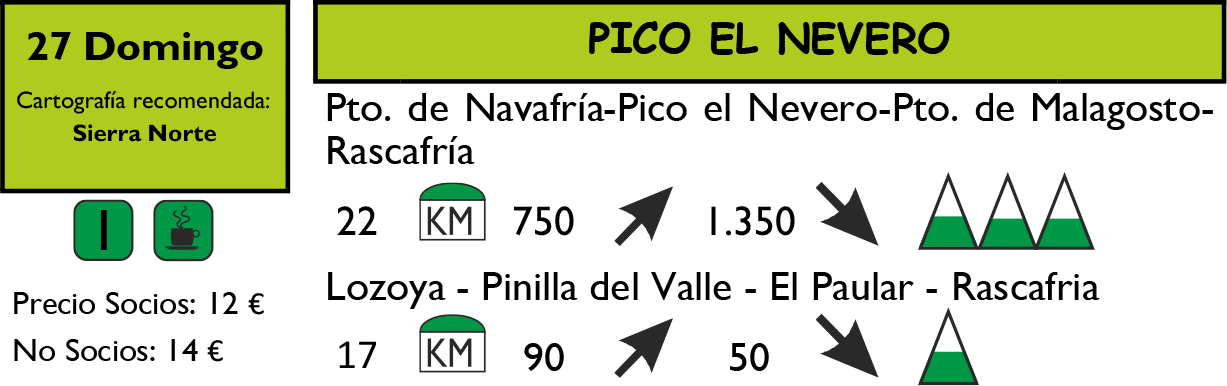 27 Domingo
Cartografía recomendada:
Sierra Norte
I
Precio Socios: 12 €
No Socios: 14 €
PICO EL NEVERO
Pto. de Navafría-Pico el Nevero-Pto. de Malagosto-
Rascafría
22 KM 750 1.350
Lozoya - Pinilla del Valle - El Paular - Rascafria
17 KM 90 50